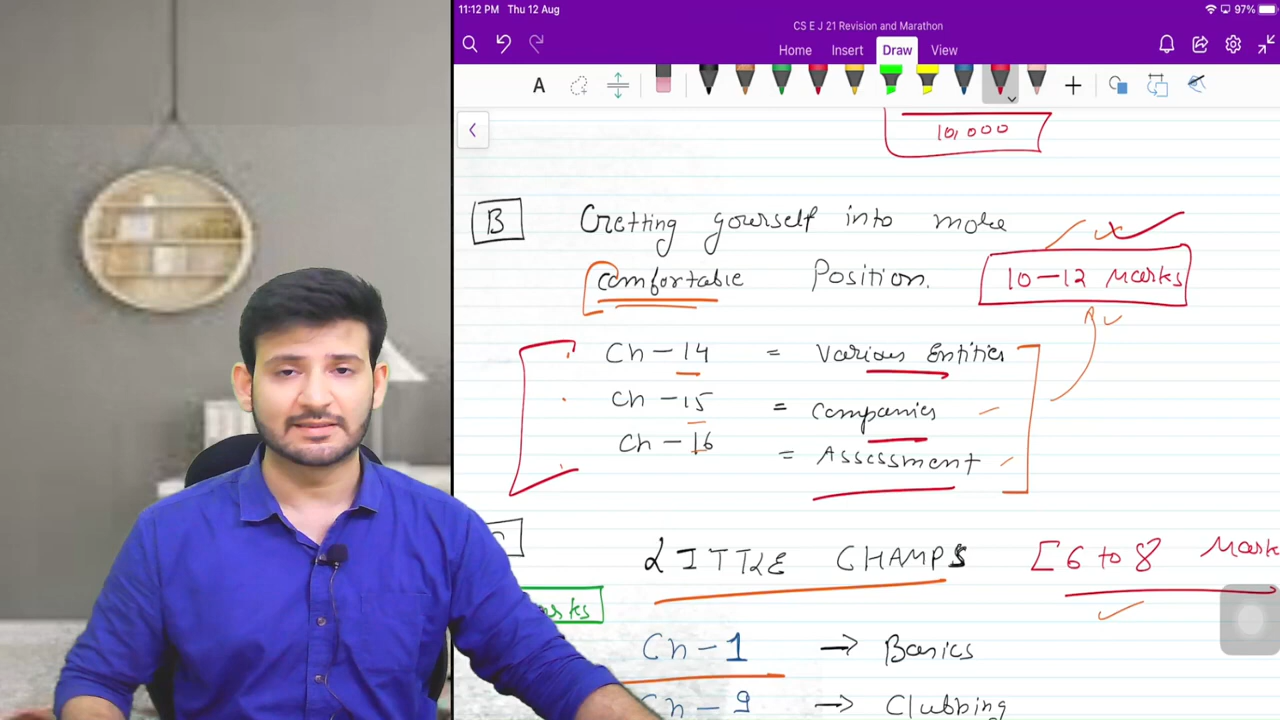 11:12 PM Thu 12 Aug
97%
CS E J 21 Revision and Marathon
Home Insert Draw View
A
10,000
B Getting yourself into more
comfortable Position. 10-12 Marks
Ch-14 = Various Entities
Ch-15 = Companies
Ch-16 = Assessment
LITTLE CHAMPS [6 to 8 Mark
Ch-1 → Basics
Ch-9 → Clubbing